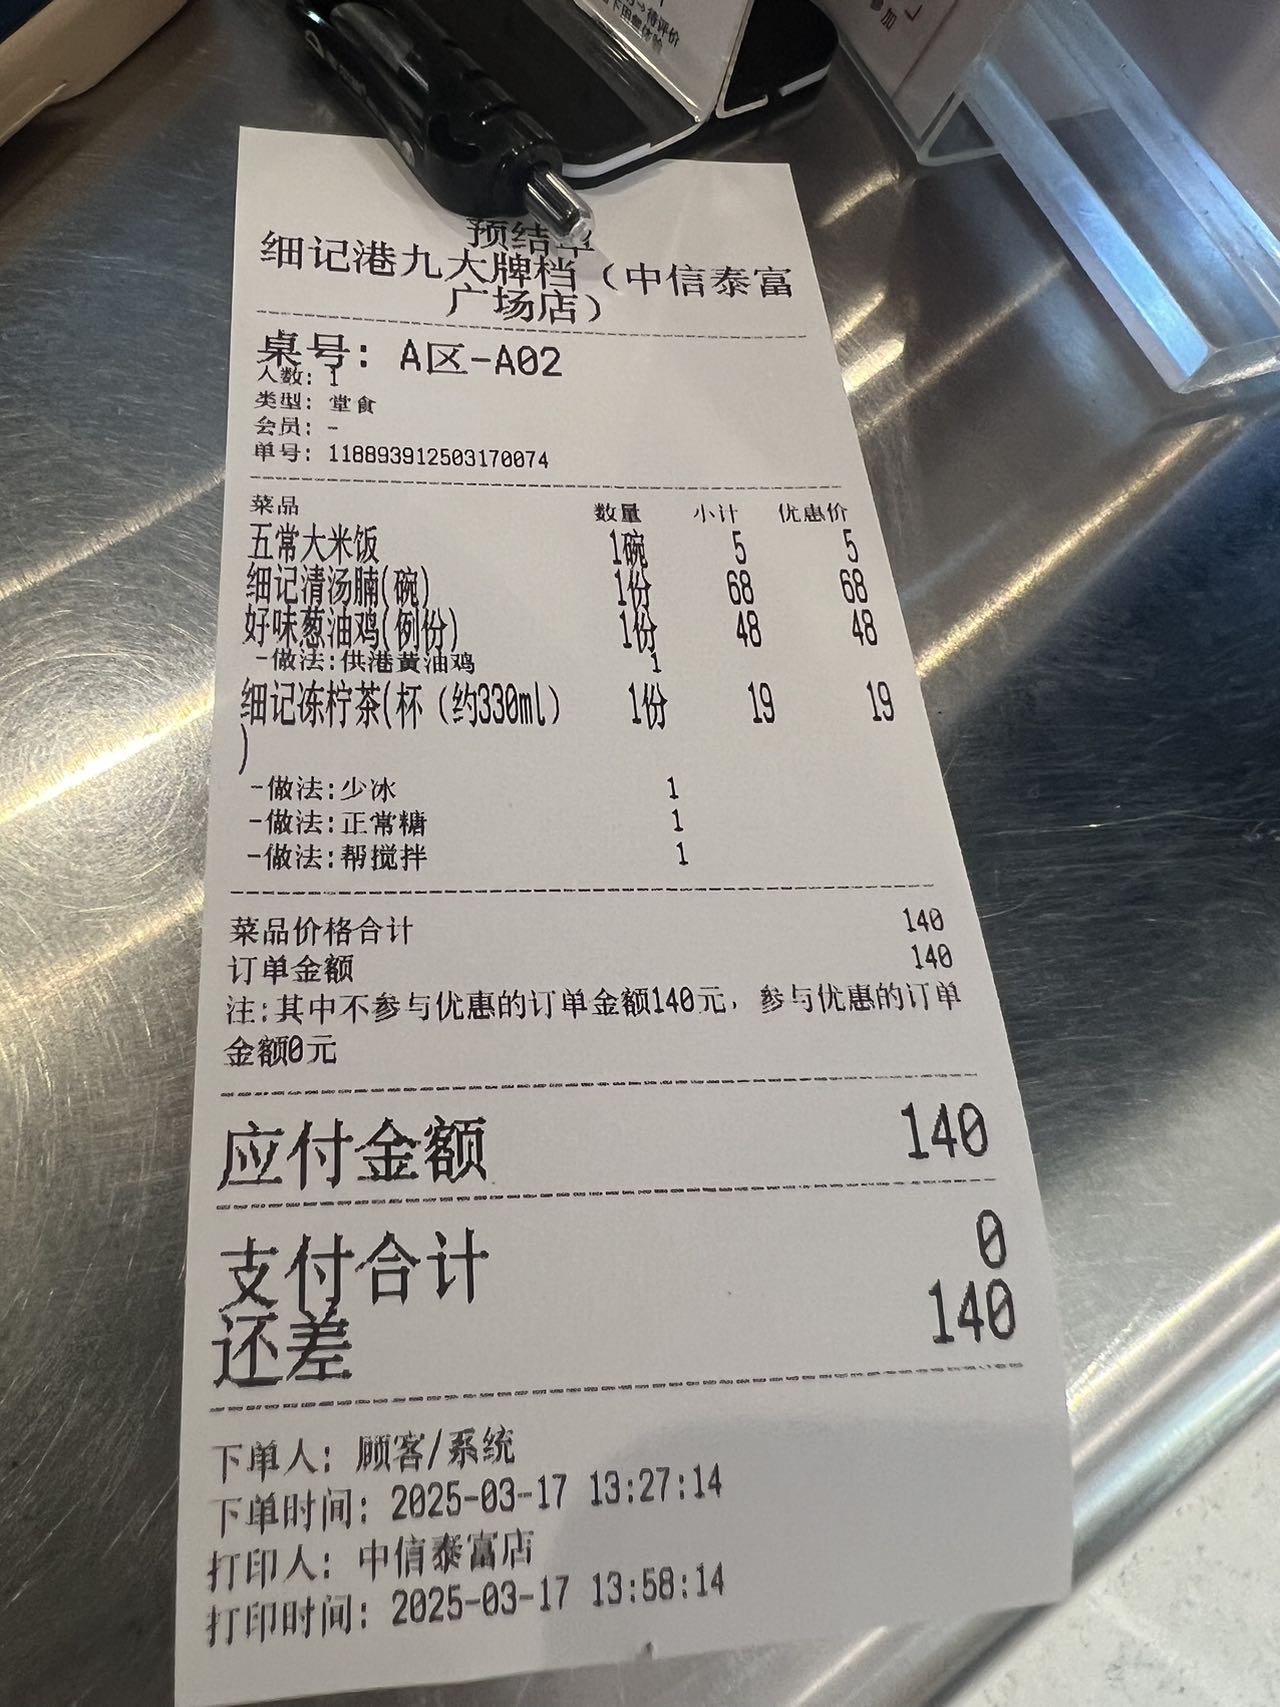 待评价
参加
预结单
细记港九大牌档（中信泰富
广场店）
桌号: A区-A02
人数: 1
类型: 堂食
会员: -
单号: 118893912503170074
菜品 数量 小计 优惠价
五常大米饭 1碗 5 5
细记清汤腩(碗) 1份 68 68
好味葱油鸡(例份) 1份 48 48
-做法:供港黄油鸡 1
细记冻柠茶(杯（约330ml） 1份 19 19
)
-做法:少冰 1
-做法:正常糖 1
-做法:帮搅拌 1
菜品价格合计 140
订单金额 140
注:其中不参与优惠的订单金额140元，参与优惠的订单
金额0元
应付金额 140
支付合计 0
还差 140
下单人: 顾客/系统
下单时间: 2025-03-17 13:27:14
打印人: 中信泰富店
打印时间: 2025-03-17 13:58:14